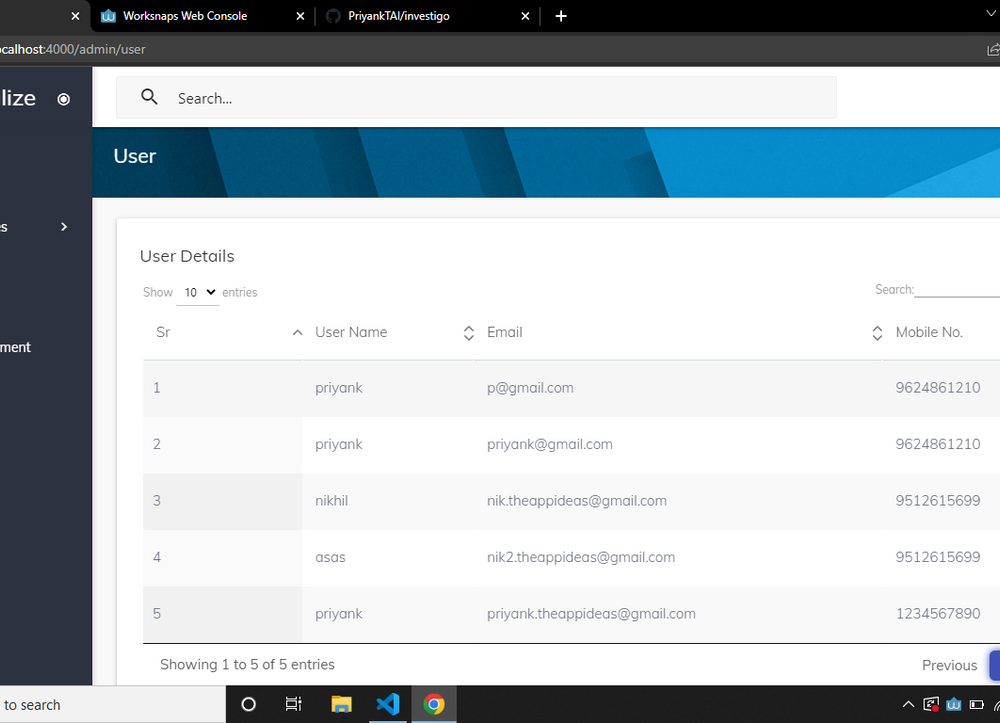 Worksnaps Web Console
PriyankTAI/investigo
ocalhost:4000/admin/user
lize
Search...
User
s
User Details
Show 10 entries
Search:
ment
Sr User Name Email Mobile No.
1 priyank p@gmail.com 9624861210
2 priyank priyank@gmail.com 9624861210
3 nikhil nik.theappideas@gmail.com 9512615699
4 asas nik2.theappideas@gmail.com 9512615699
5 priyank priyank.theappideas@gmail.com 1234567890
Showing 1 to 5 of 5 entries
Previous
to search